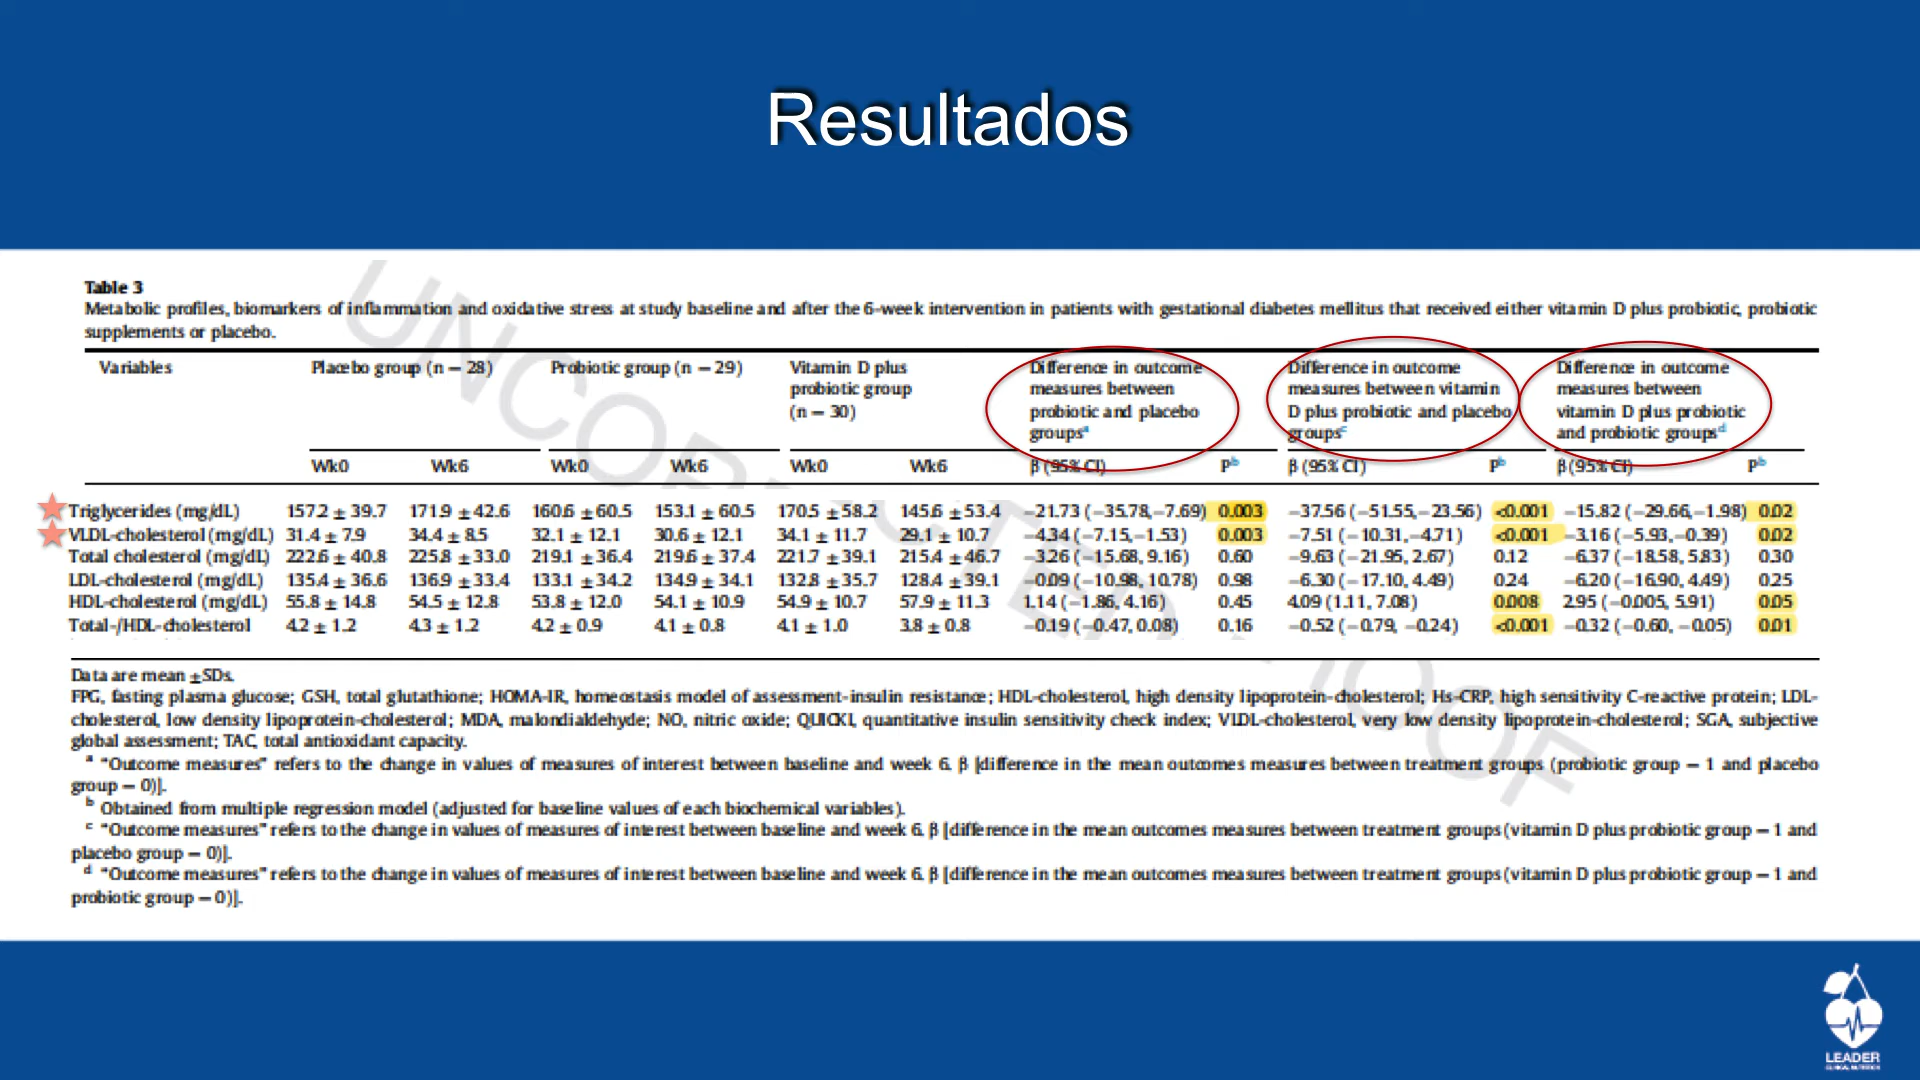 Resultados
Table 3
Metabolic profiles, biomarkers of inflammation and oxidative stress at study baseline and after the 6-week intervention in patients with gestational diabetes mellitus that received either vitamin D plus probiotic, probiotic
supplements or placebo.
Variables Placebo group (n = 28) Probiotic group (n = 29) Vitamin D plus probiotic group (n = 30) Difference in outcome measures between probiotic and placebo groups^a Difference in outcome measures between vitamin D plus probiotic and placebo groups^c Difference in outcome measures between vitamin D plus probiotic and probiotic groups^d
Wk0 Wk6 Wk0 Wk6 Wk0 Wk6 β (95% CI) P^b β (95% CI) P^b β (95% CI) P^b
Triglycerides (mg/dL) 157.2 ± 39.7 171.9 ± 42.6 160.6 ± 60.5 153.1 ± 60.5 170.5 ± 58.2 145.6 ± 53.4 −21.73 (−35.78, −7.69) 0.003 −37.56 (−51.55, −23.56) <0.001 −15.82 (−29.66, −1.98) 0.02
VLDL-cholesterol (mg/dL) 31.4 ± 7.9 34.4 ± 8.5 32.1 ± 12.1 30.6 ± 12.1 34.1 ± 11.7 29.1 ± 10.7 −4.34 (−7.15, −1.53) 0.003 −7.51 (−10.31, −4.71) <0.001 −3.16 (−5.93, −0.39) 0.02
Total cholesterol (mg/dL) 222.6 ± 40.8 225.8 ± 33.0 219.1 ± 36.4 219.6 ± 37.4 221.7 ± 39.1 215.4 ± 46.7 −3.26 (−15.68, 9.16) 0.60 −9.63 (−21.95, 2.67) 0.12 −6.37 (−18.58, 5.83) 0.30
LDL-cholesterol (mg/dL) 135.4 ± 36.6 136.9 ± 33.4 133.1 ± 34.2 134.9 ± 34.1 132.8 ± 35.7 128.4 ± 39.1 −0.09 (−10.98, 10.78) 0.98 −6.30 (−17.10, 4.49) 0.24 −6.20 (−16.90, 4.49) 0.25
HDL-cholesterol (mg/dL) 55.8 ± 14.8 54.5 ± 12.8 53.8 ± 12.0 54.1 ± 10.9 54.9 ± 10.7 57.9 ± 11.3 1.14 (−1.86, 4.16) 0.45 4.09 (1.11, 7.08) 0.008 2.95 (−0.005, 5.91) 0.05
Total-/HDL-cholesterol 4.2 ± 1.2 4.3 ± 1.2 4.2 ± 0.9 4.1 ± 0.8 4.1 ± 1.0 3.8 ± 0.8 −0.19 (−0.47, 0.08) 0.16 −0.52 (−0.79, −0.24) <0.001 −0.32 (−0.60, −0.05) 0.01
Data are mean ± SDs.
FPG, fasting plasma glucose; GSH, total glutathione; HOMA-IR, homeostasis model of assessment-insulin resistance; HDL-cholesterol, high density lipoprotein-cholesterol; Hs-CRP, high sensitivity C-reactive protein; LDL-
cholesterol, low density lipoprotein-cholesterol; MDA, malondialdehyde; NO, nitric oxide; QUICKI, quantitative insulin sensitivity check index; VLDL-cholesterol, very low density lipoprotein-cholesterol; SGA, subjective
global assessment; TAC, total antioxidant capacity.
a "Outcome measures" refers to the change in values of measures of interest between baseline and week 6. β [difference in the mean outcomes measures between treatment groups (probiotic group = 1 and placebo
group = 0)].
b Obtained from multiple regression model (adjusted for baseline values of each biochemical variables).
c "Outcome measures" refers to the change in values of measures of interest between baseline and week 6. β [difference in the mean outcomes measures between treatment groups (vitamin D plus probiotic group = 1 and
placebo group = 0)].
d "Outcome measures" refers to the change in values of measures of interest between baseline and week 6. β [difference in the mean outcomes measures between treatment groups (vitamin D plus probiotic group = 1 and
probiotic group = 0)].
LEADER
CLINICAL NUTRITION